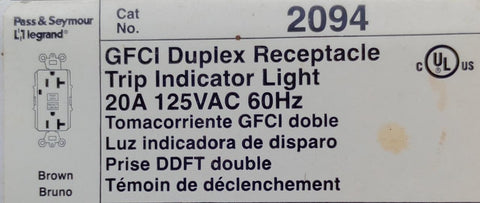 Pass & Seymour
legrand®
Cat No. 2094
GFCI Duplex Receptacle
Trip Indicator Light
20A 125VAC 60Hz
Tomacorriente GFCI doble
Luz indicadora de disparo
Prise DDFT double
Témoin de déclenchement
Brown
Bruno
C UL US